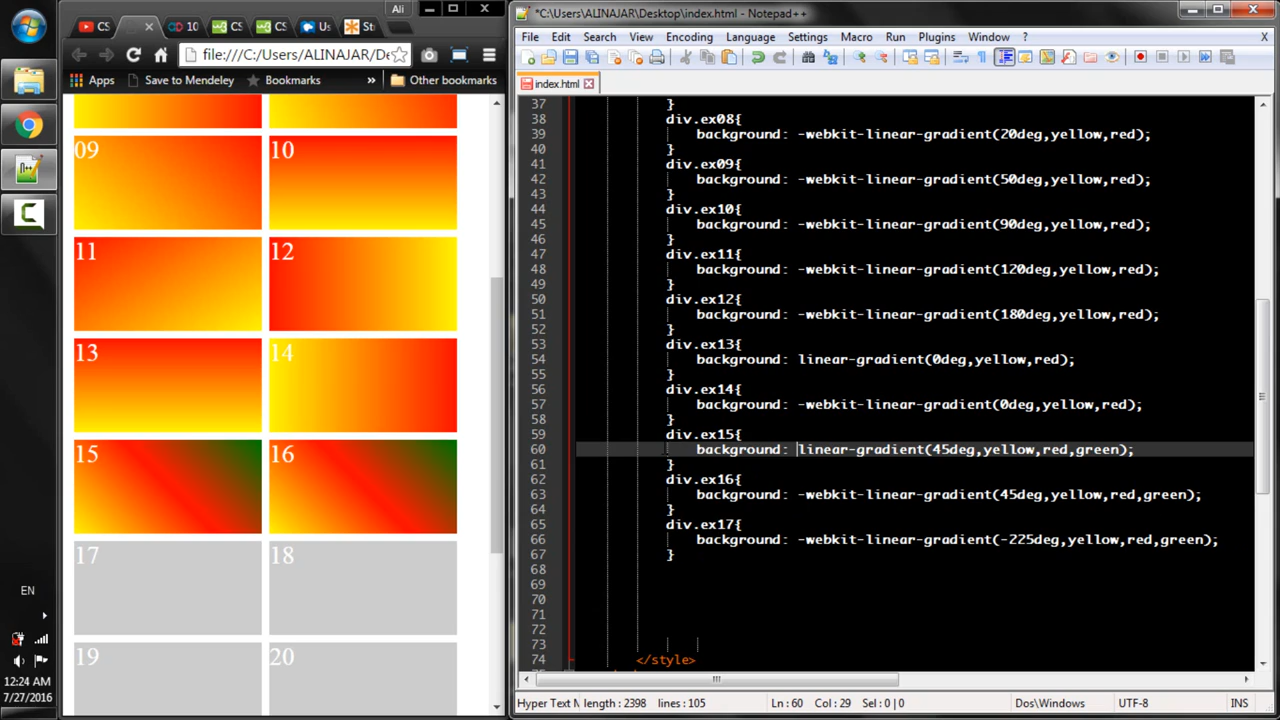 Ali
CS
10
CS
CS
Us
St
file:///C:/Users/ALINAJAR/De
Apps
Save to Mendeley
Bookmarks
»
Other bookmarks
09
10
11
12
13
14
15
16
17
18
19
20
EN
12:24 AM
7/27/2016
*C:\Users\ALINAJAR\Desktop\index.html - Notepad++
File Edit Search View Encoding Language Settings Macro Run Plugins Window ?
X
index.html
37 }
38 div.ex08{
39 background: -webkit-linear-gradient(20deg,yellow,red);
40 }
41 div.ex09{
42 background: -webkit-linear-gradient(50deg,yellow,red);
43 }
44 div.ex10{
45 background: -webkit-linear-gradient(90deg,yellow,red);
46 }
47 div.ex11{
48 background: -webkit-linear-gradient(120deg,yellow,red);
49 }
50 div.ex12{
51 background: -webkit-linear-gradient(180deg,yellow,red);
52 }
53 div.ex13{
54 background: linear-gradient(0deg,yellow,red);
55 }
56 div.ex14{
57 background: -webkit-linear-gradient(0deg,yellow,red);
58 }
59 div.ex15{
60 background: linear-gradient(45deg,yellow,red,green);
61 }
62 div.ex16{
63 background: -webkit-linear-gradient(45deg,yellow,red,green);
64 }
65 div.ex17{
66 background: -webkit-linear-gradient(-225deg,yellow,red,green);
67 }
68
69
70
71
72
73
74 </style>
Hyper Text M length : 2398 lines : 105 Ln : 60 Col : 29 Sel : 0 | 0 Dos\Windows UTF-8 INS